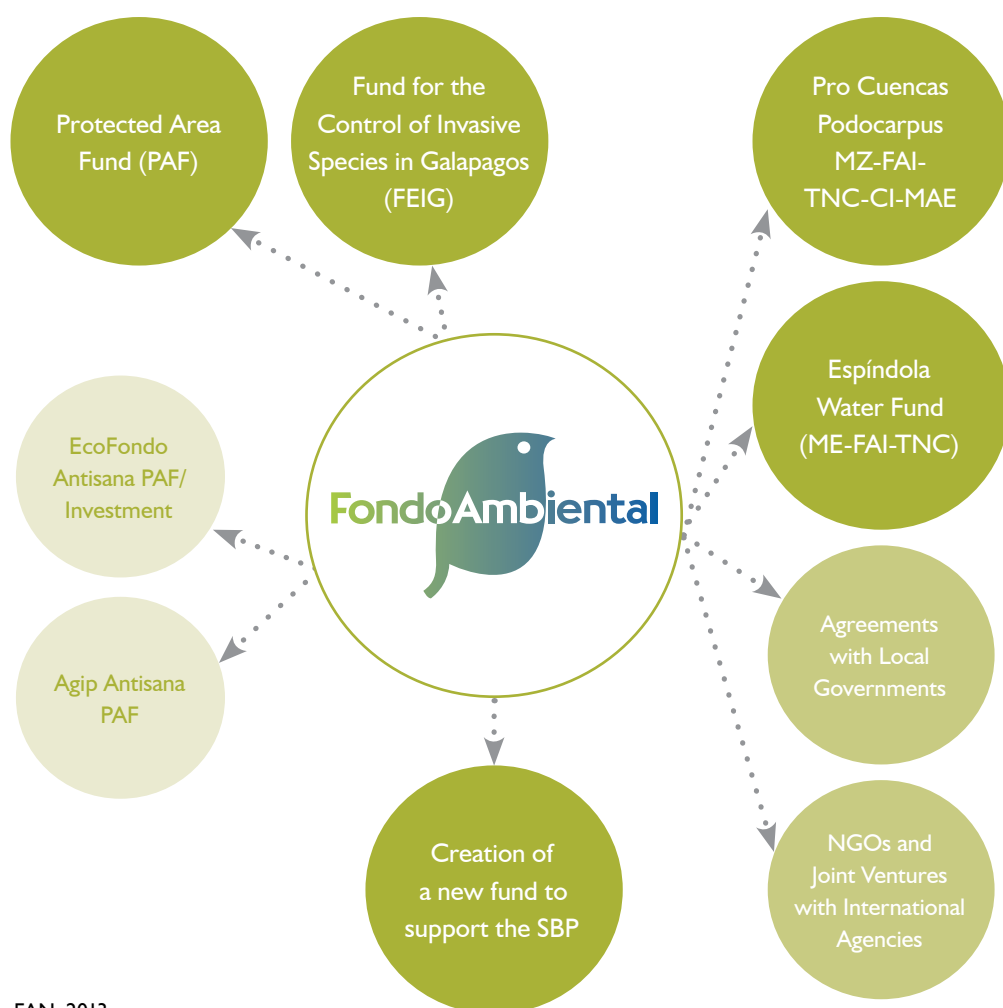 Protected Area
Fund (PAF)
Fund for the
Control of Invasive
Species in Galapagos
(FEIG)
Pro Cuencas
Podocarpus
MZ-FAI-
TNC-CI-MAE
Espíndola
Water Fund
(ME-FAI-TNC)
EcoFondo
Antisana PAF/
Investment
FondoAmbiental
Agreements
with Local
Governments
Agip Antisana
PAF
Creation of
a new fund to
support the SBP
NGOs and
Joint Ventures
with International
Agencies